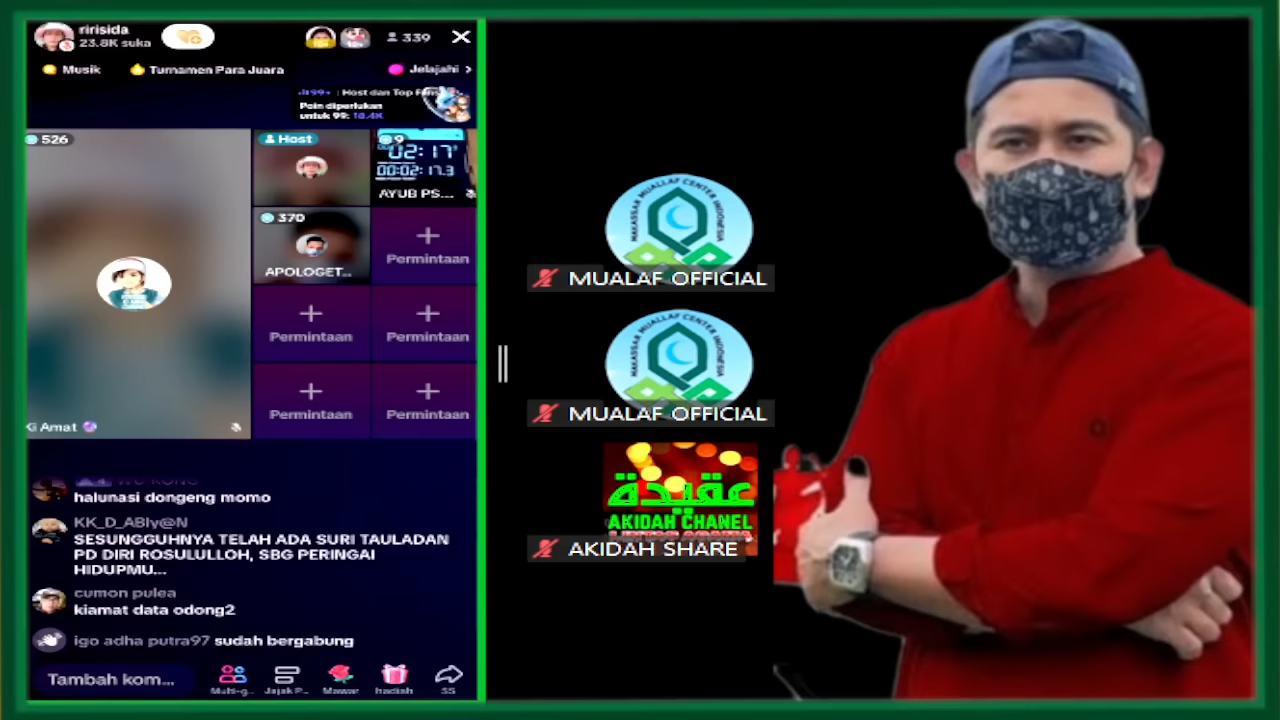 ririsida
23.8K suka
339
Musik
Turnamen Para Juara
Jelajahi >
: Host dan Top Fans
Poin diperlukan
untuk 99: 18.4K
526
Host
9
02:17
00:02:17.3
AYUB PS...
370
APOLOGET...
+
Permintaan
+
Permintaan
+
Permintaan
+
Permintaan
+
Permintaan
Ki Amat
halunasi dongeng momo
KK_D_ABly@N
SESUNGGUHNYA TELAH ADA SURI TAULADAN
PD DIRI ROSULULLOH, SBG PERINGAI
HIDUPMU...
cumon pulea
kiamat data odong2
igo adha putra97 sudah bergabung
Tambah kom...
Multi-g..
Jajak P..
Mawar
hadiah
SS
MAKASSAR MUALLAF CENTER INDONESIA
MUALAF OFFICIAL
MAKASSAR MUALLAF CENTER INDONESIA
MUALAF OFFICIAL
عقيدة
AKIDAH CHANEL
AKIDAH SHARE